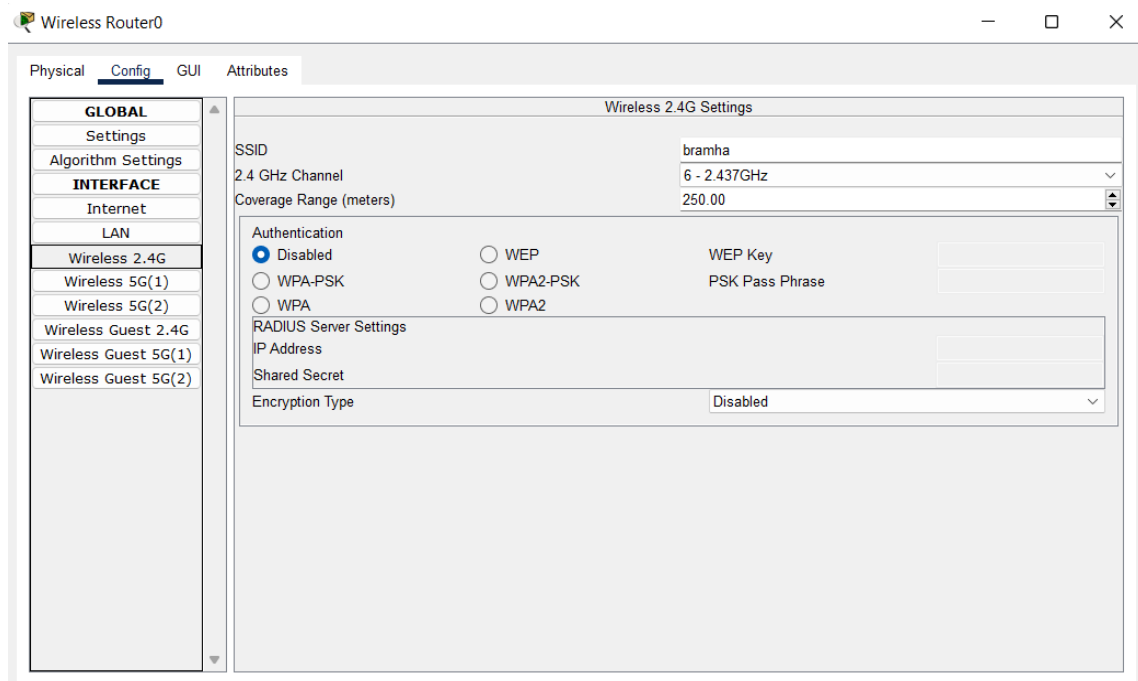 Wireless Router0
Physical Config GUI Attributes
GLOBAL
Settings
Algorithm Settings
INTERFACE
Internet
LAN
Wireless 2.4G
Wireless 5G(1)
Wireless 5G(2)
Wireless Guest 2.4G
Wireless Guest 5G(1)
Wireless Guest 5G(2)
Wireless 2.4G Settings
SSID bramha
2.4 GHz Channel 6 - 2.437GHz
Coverage Range (meters) 250.00
Authentication
Disabled WEP WEP Key
WPA-PSK WPA2-PSK PSK Pass Phrase
WPA WPA2
RADIUS Server Settings
IP Address
Shared Secret
Encryption Type Disabled